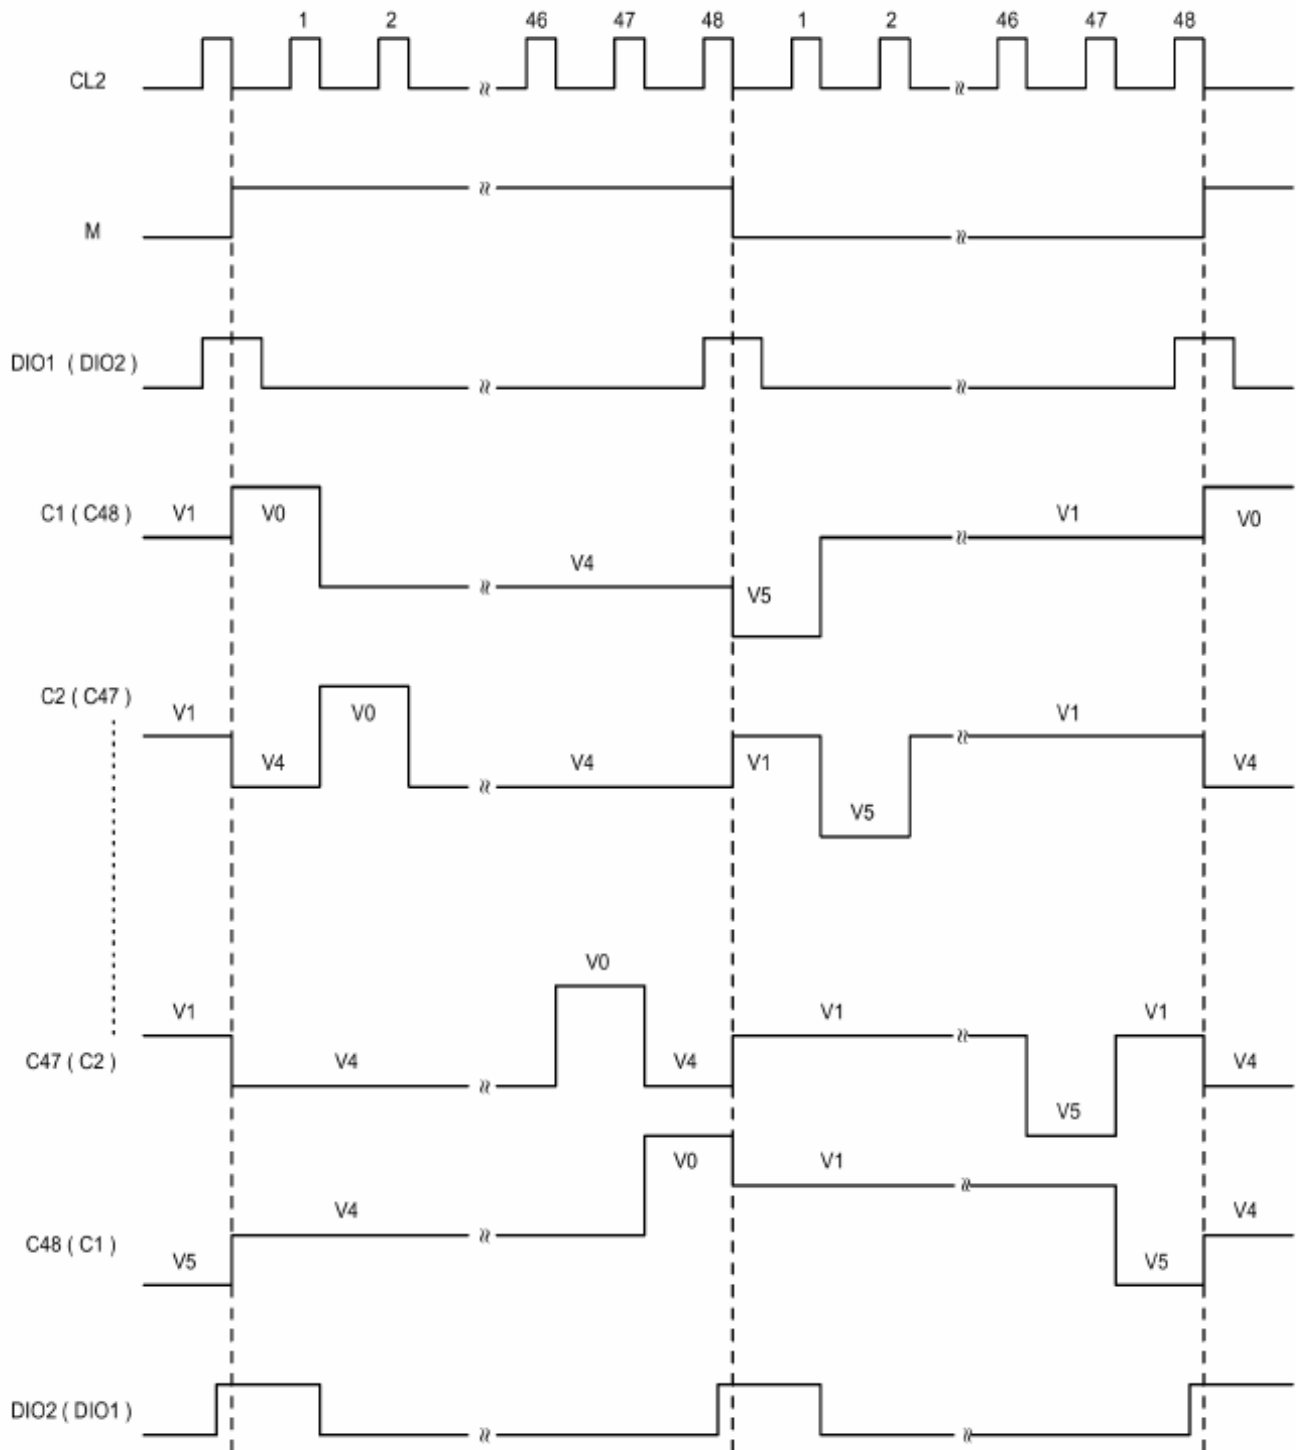 1 2 46 47 48 1 2 46 47 48
CL2
M
DIO1 ( DIO2 )
C1 ( C48 ) V1 V0 V1 V0
V4
V5
C2 ( C47 )
V1 V0 V1
V4 V4 V1 V4
V5
V0
V1 V1 V1
C47 ( C2 ) V4 V4 V4
V5
V0 V1
V4 V4
C48 ( C1 )
V5 V5
DIO2 ( DIO1 )